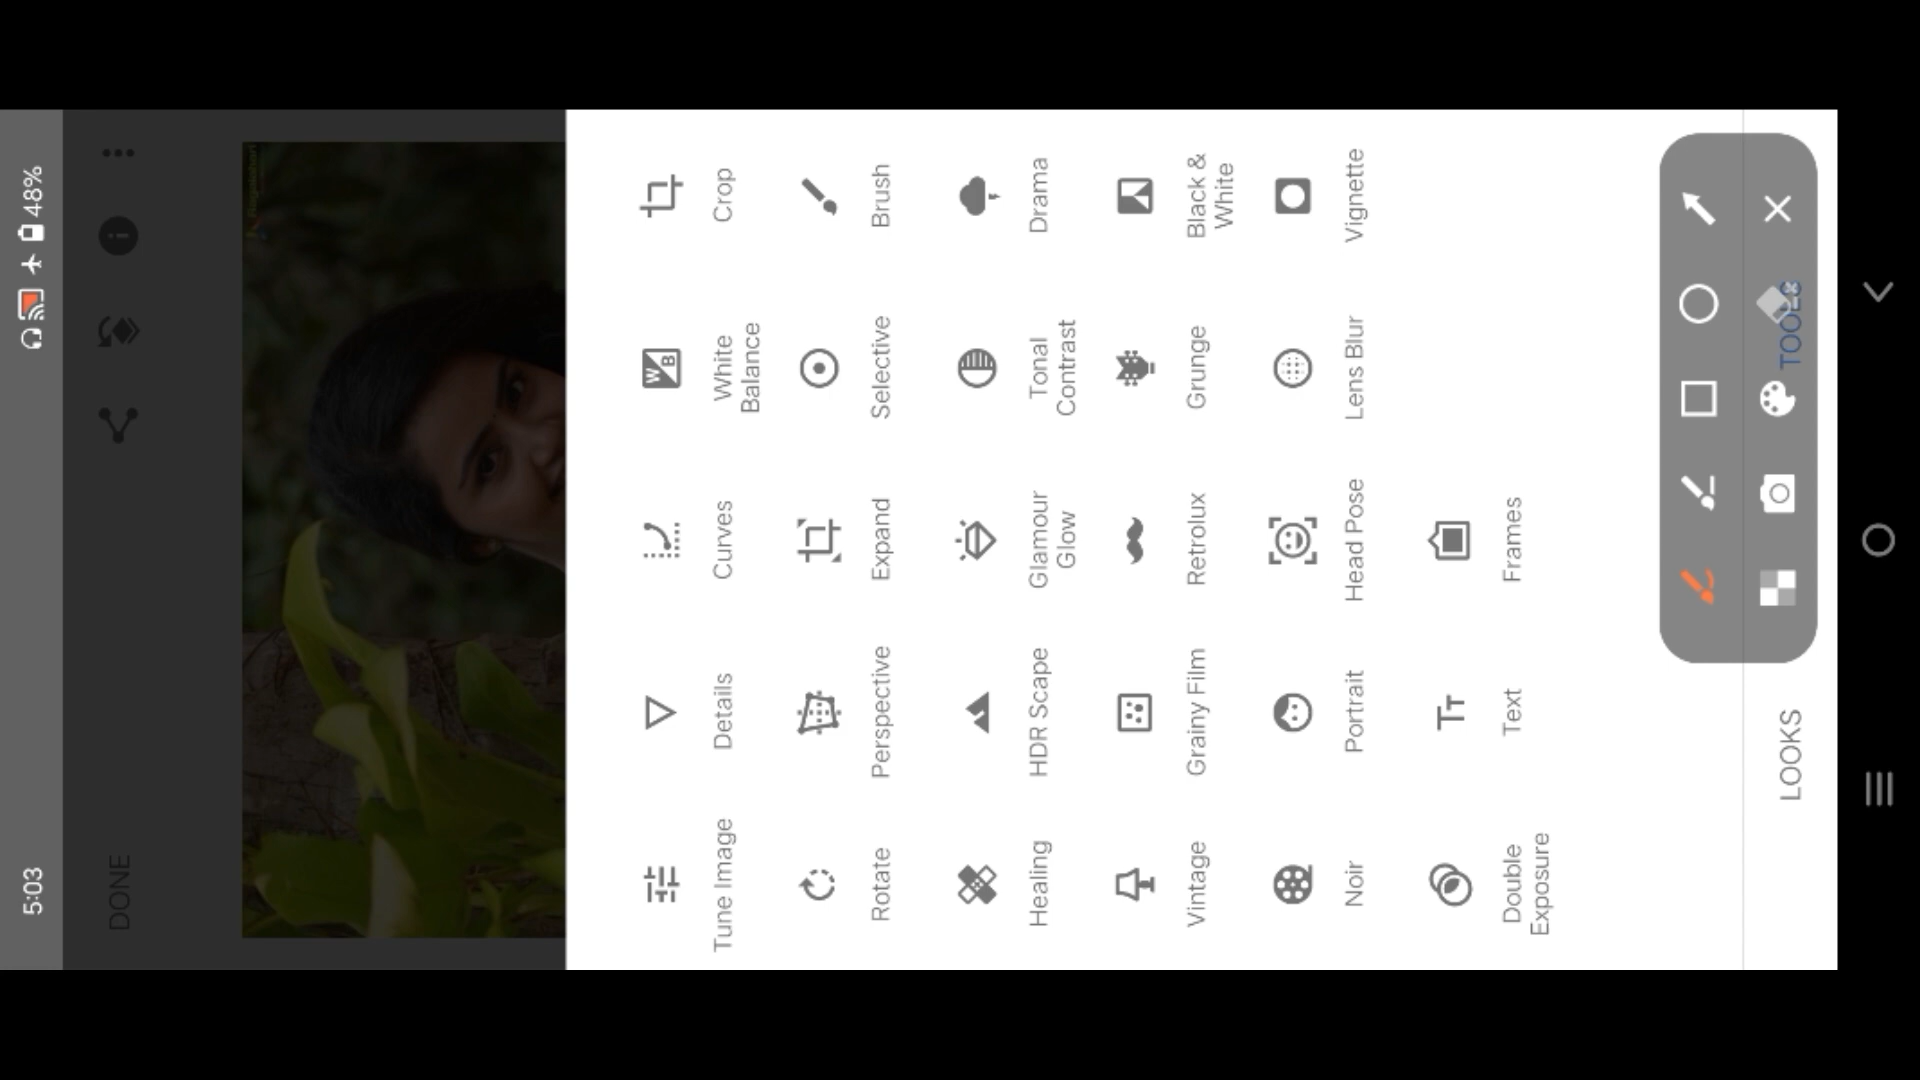 5:03
48%
DONE
Tune Image
Details
Curves
White
Balance
Crop
Rotate
Perspective
Expand
Selective
Brush
Healing
HDR Scape
Glamour
Glow
Tonal
Contrast
Drama
Vintage
Grainy Film
Retrolux
Grunge
Black &
White
Noir
Portrait
Head Pose
Lens Blur
Vignette
Double
Exposure
Text
Frames
LOOKS
TOOLS